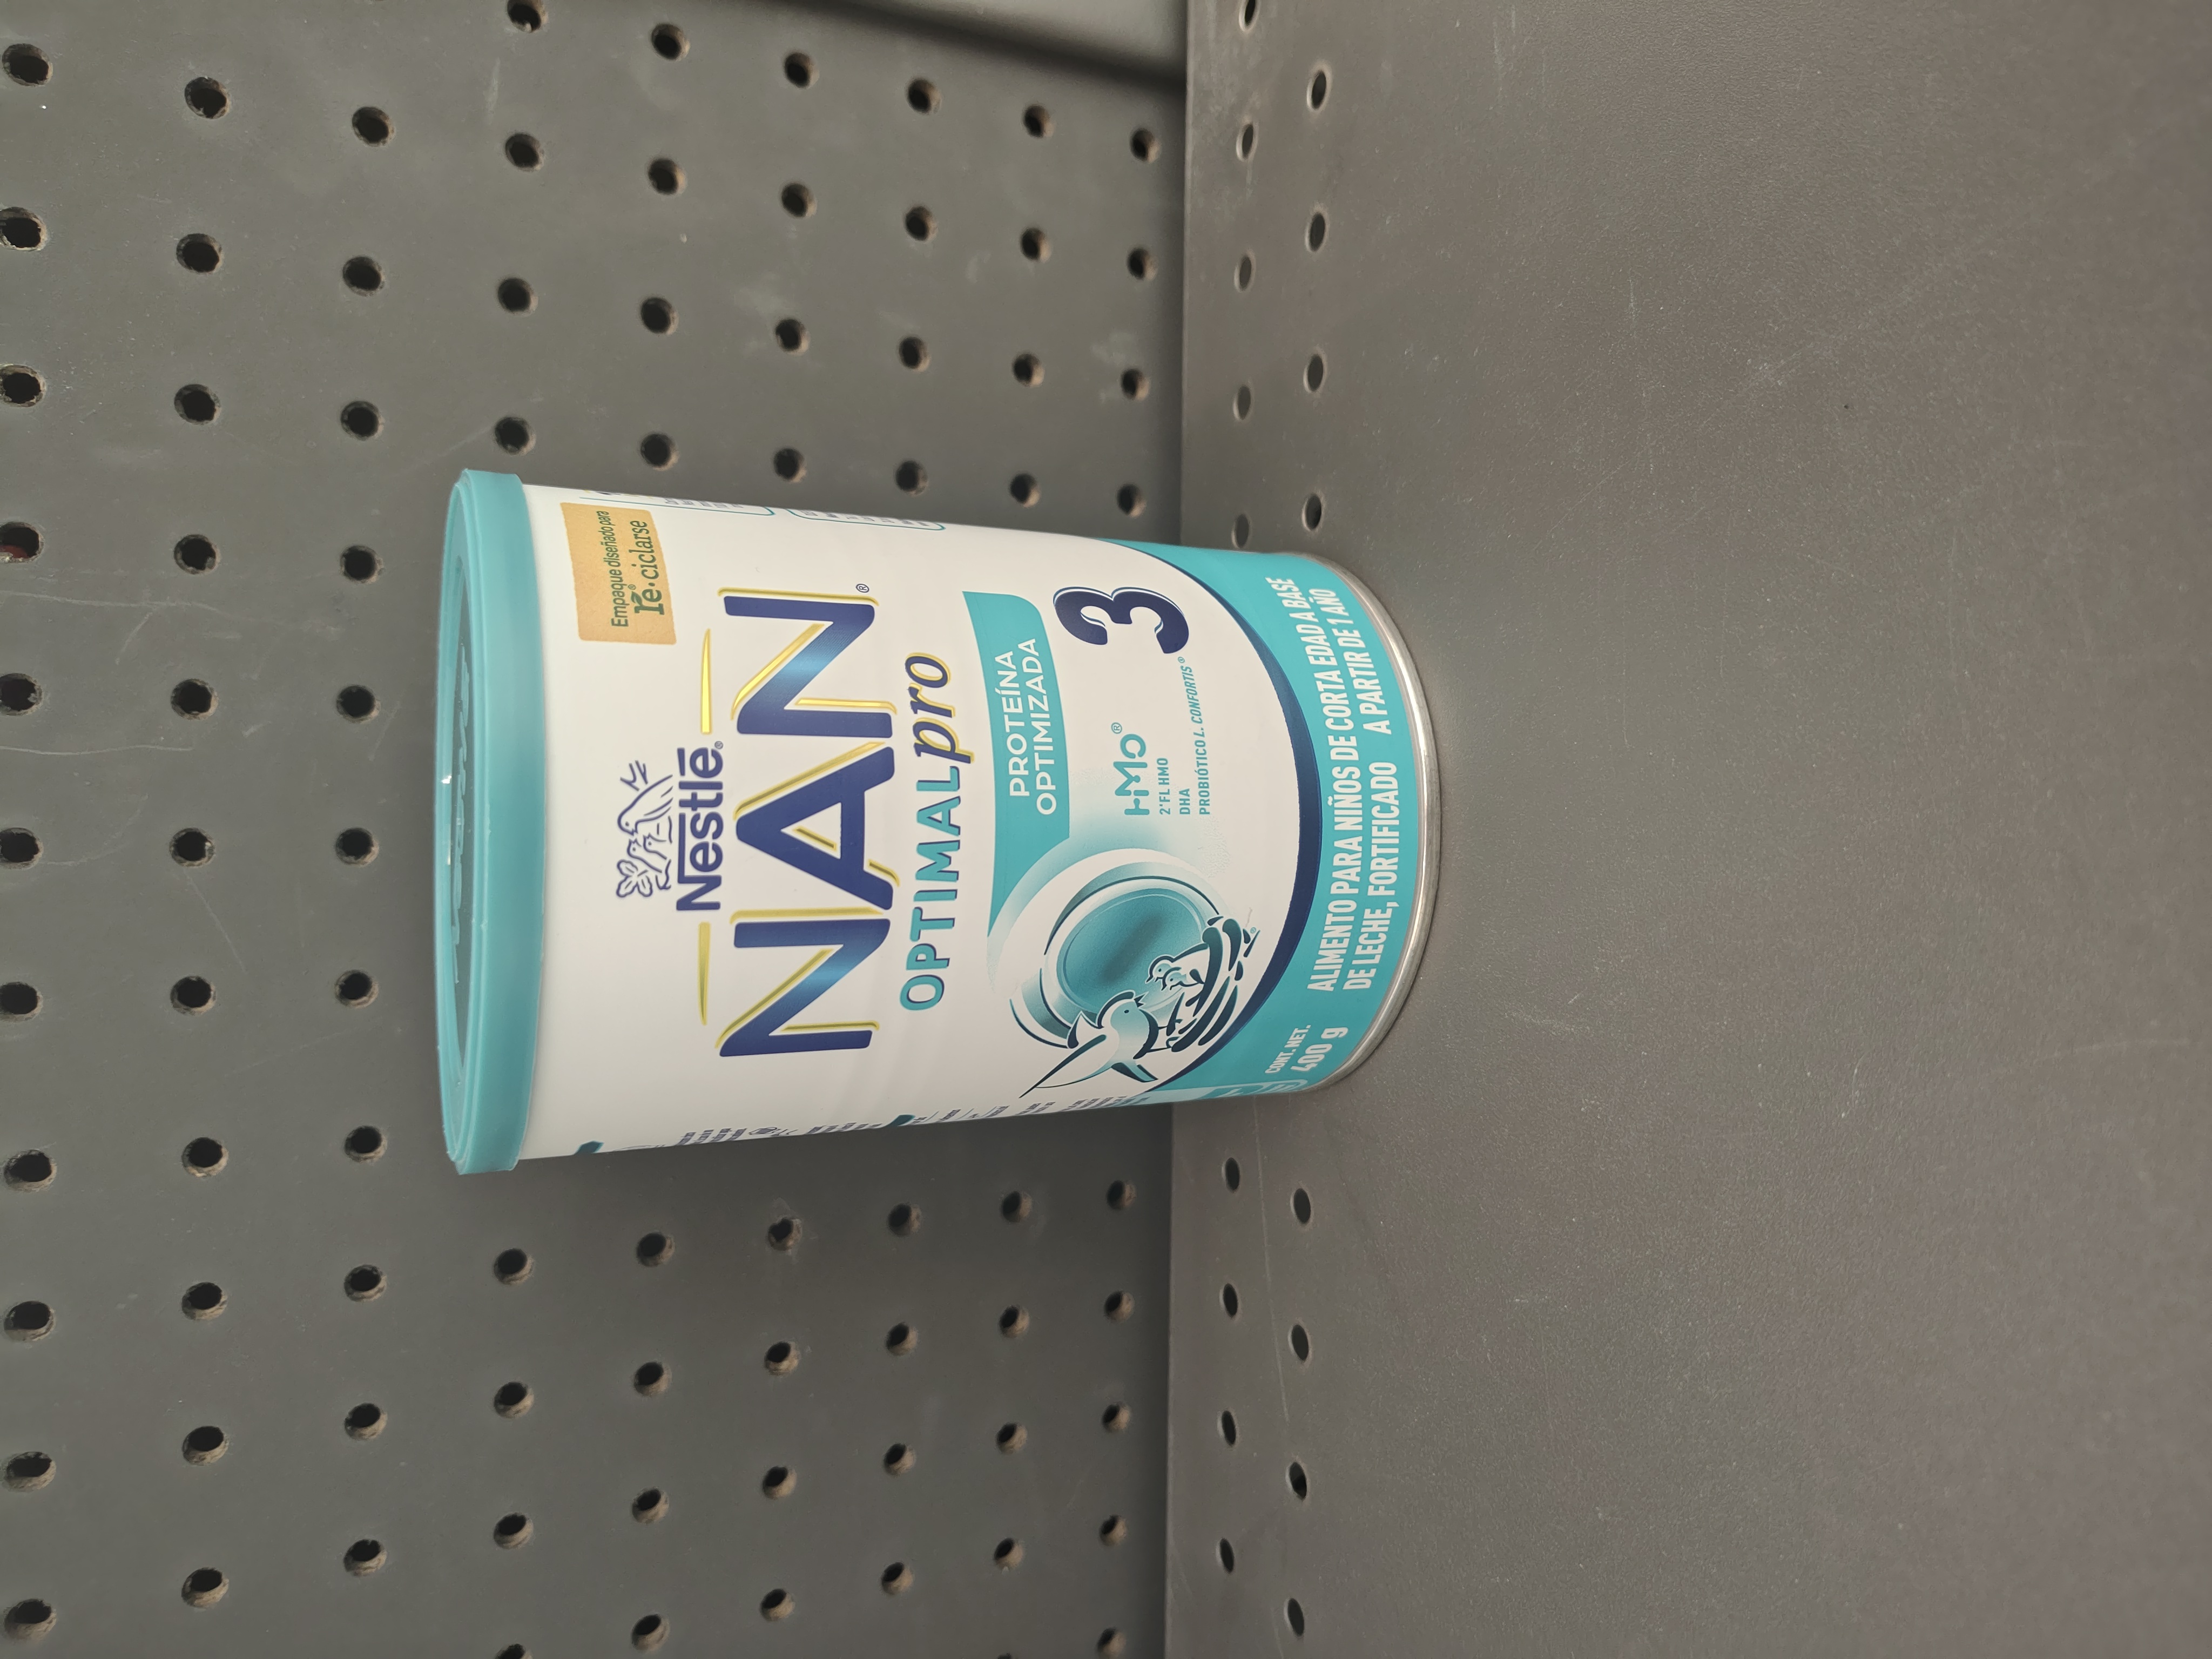 Empaque diseñado para
re®·ciclarse
Nestlé®
NAN®
OPTIMALpro
PROTEÍNA
OPTIMIZADA
3
HMO®
2'FL HMO
DHA
PROBIÓTICO L. CONFORTIS®
CONT. NET.
400 g
ALIMENTO PARA NIÑOS DE CORTA EDAD A BASE
DE LECHE, FORTIFICADO A PARTIR DE 1 AÑO